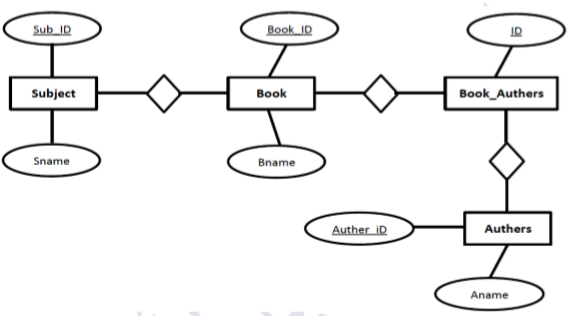 Sub_ID
Book_ID
ID
Subject
Book
Book_Authers
Sname
Bname
Auther_iD
Authers
Aname